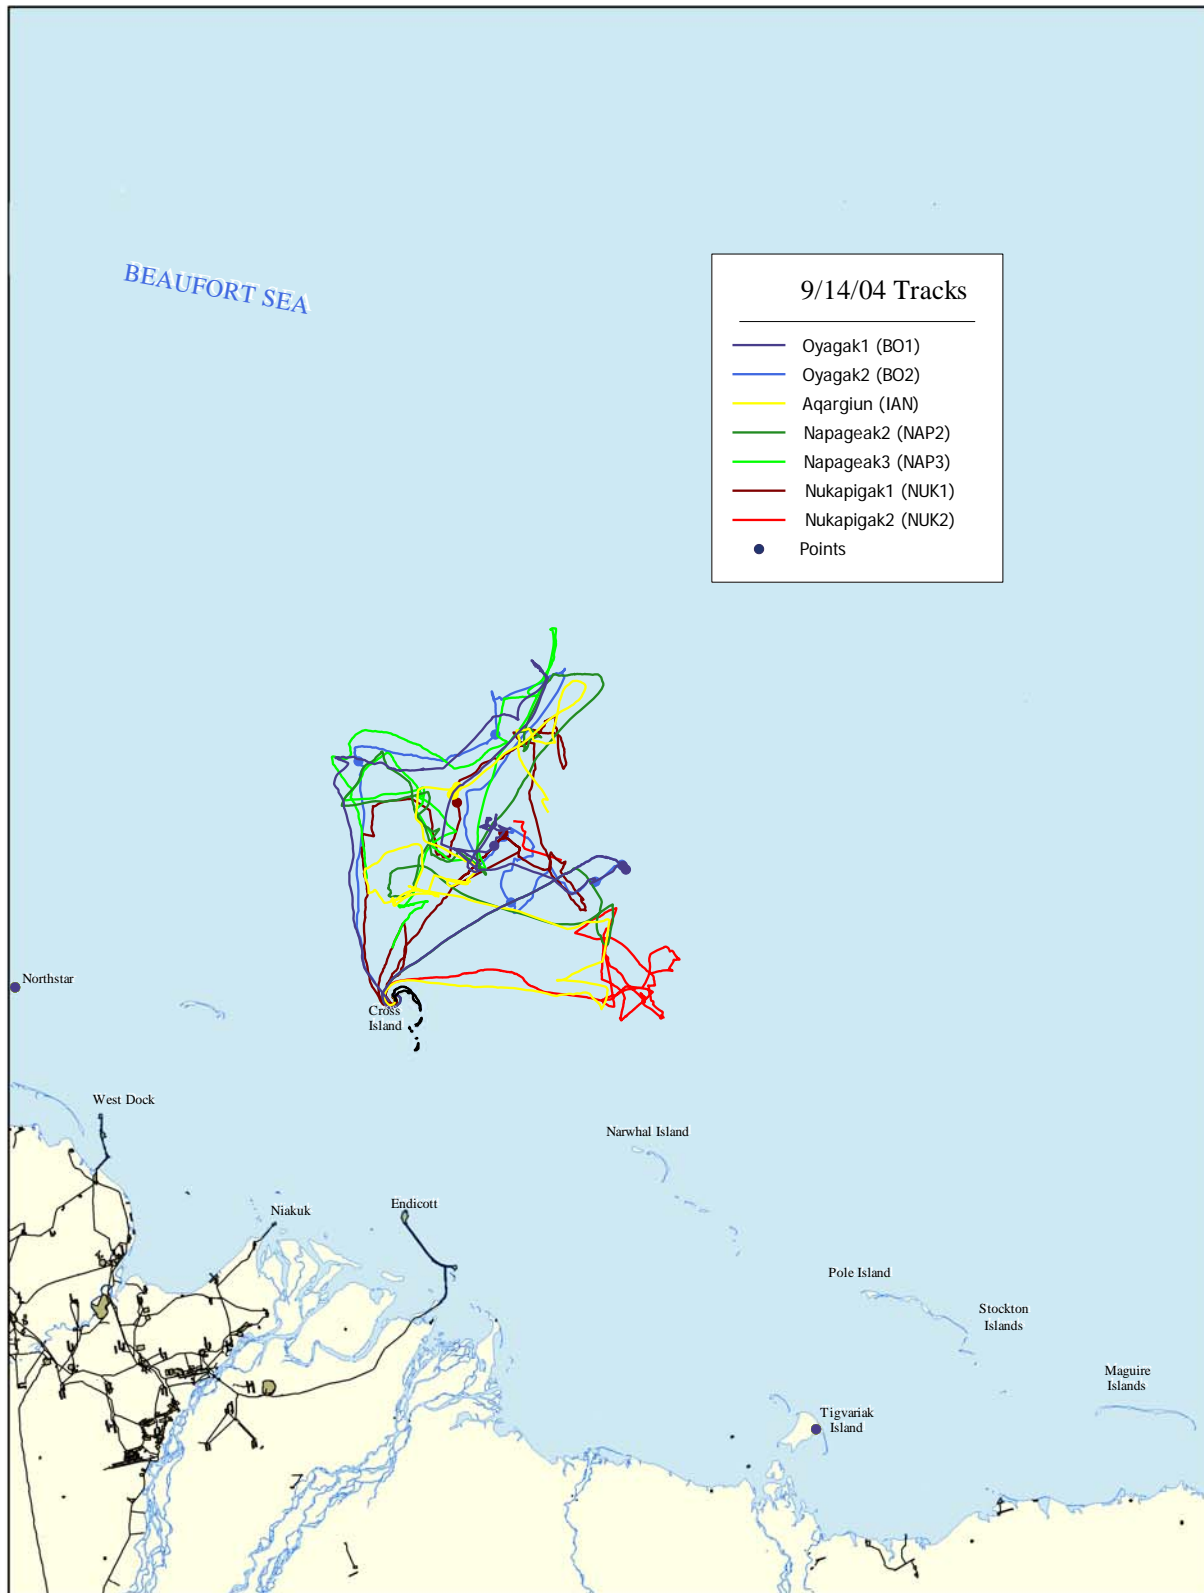 BEAUFORT SEA
9/14/04 Tracks
Oyagak1 (BO1)
Oyagak2 (BO2)
Aqargiun (IAN)
Napageak2 (NAP2)
Napageak3 (NAP3)
Nukapigak1 (NUK1)
Nukapigak2 (NUK2)
Points
Northstar
Cross
Island
West Dock
Narwhal Island
Endicott
Niakuk
Pole Island
Stockton
Islands
Maguire
Islands
Tigvariak
Island